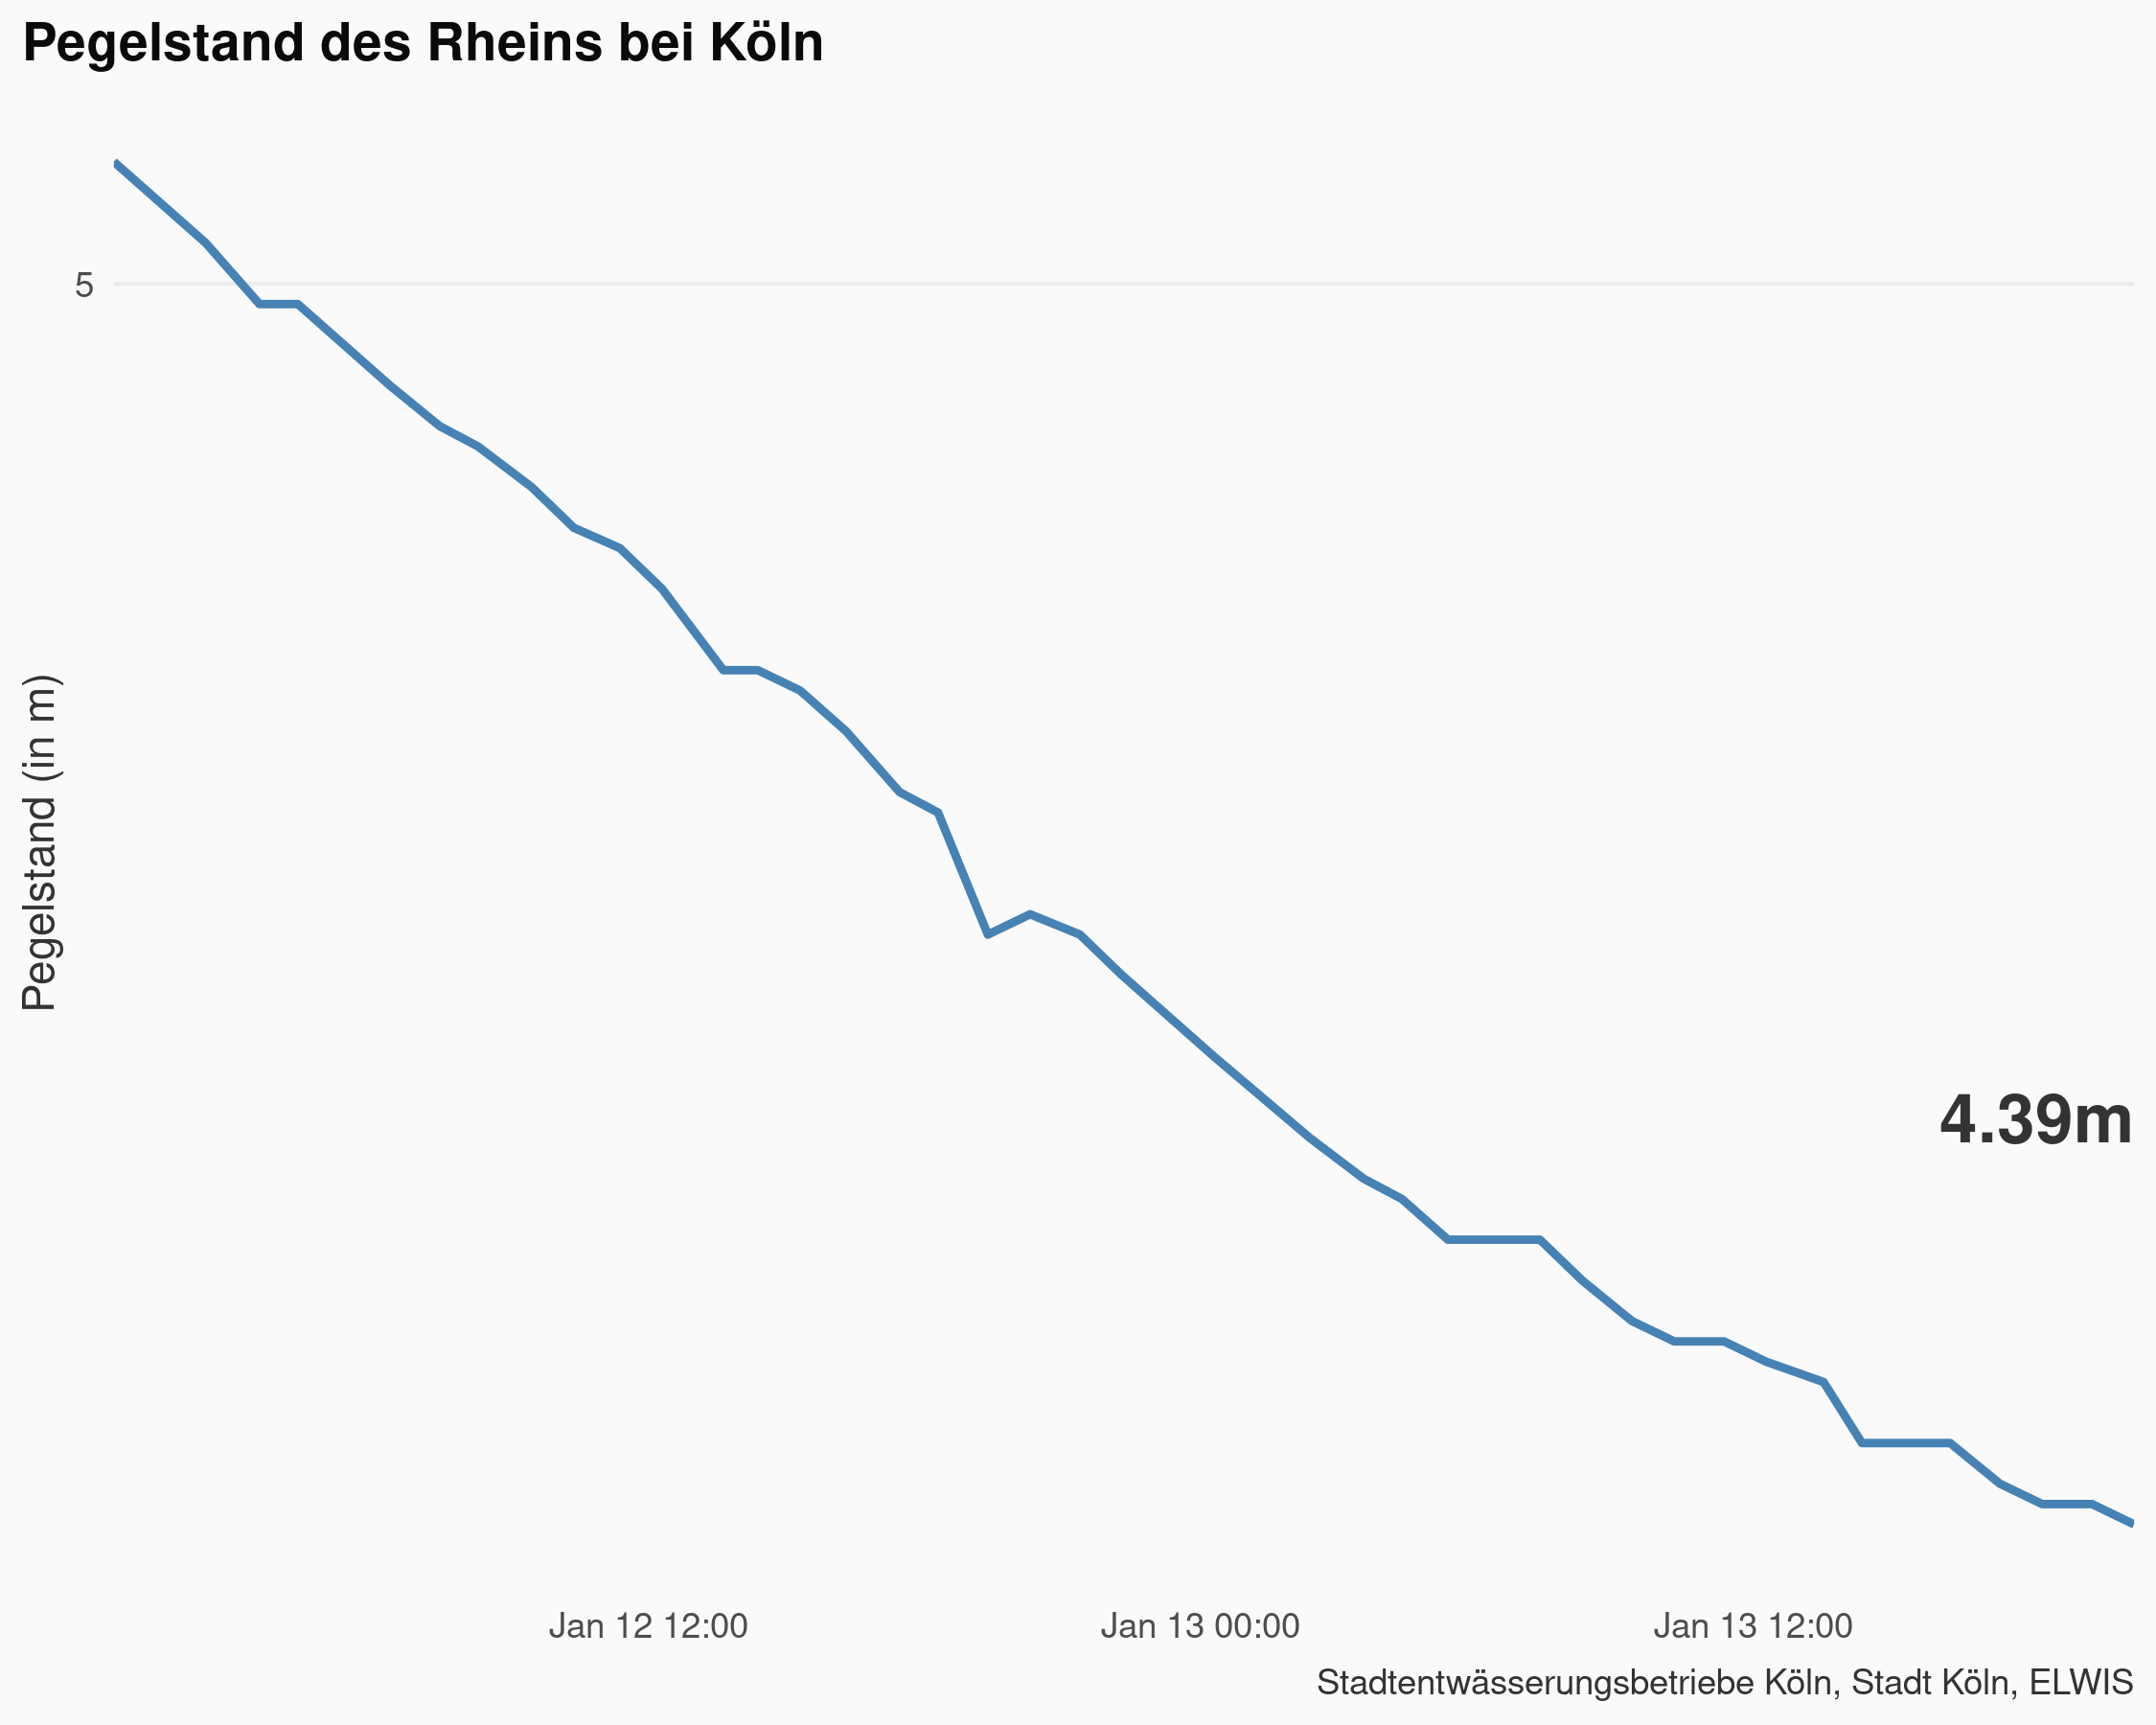 Pegelstand des Rheins bei Köln
5
Pegelstand (in m)
4.39m
Jan 12 12:00
Jan 13 00:00
Jan 13 12:00
Stadtentwässerungsbetriebe Köln, Stadt Köln, ELWIS